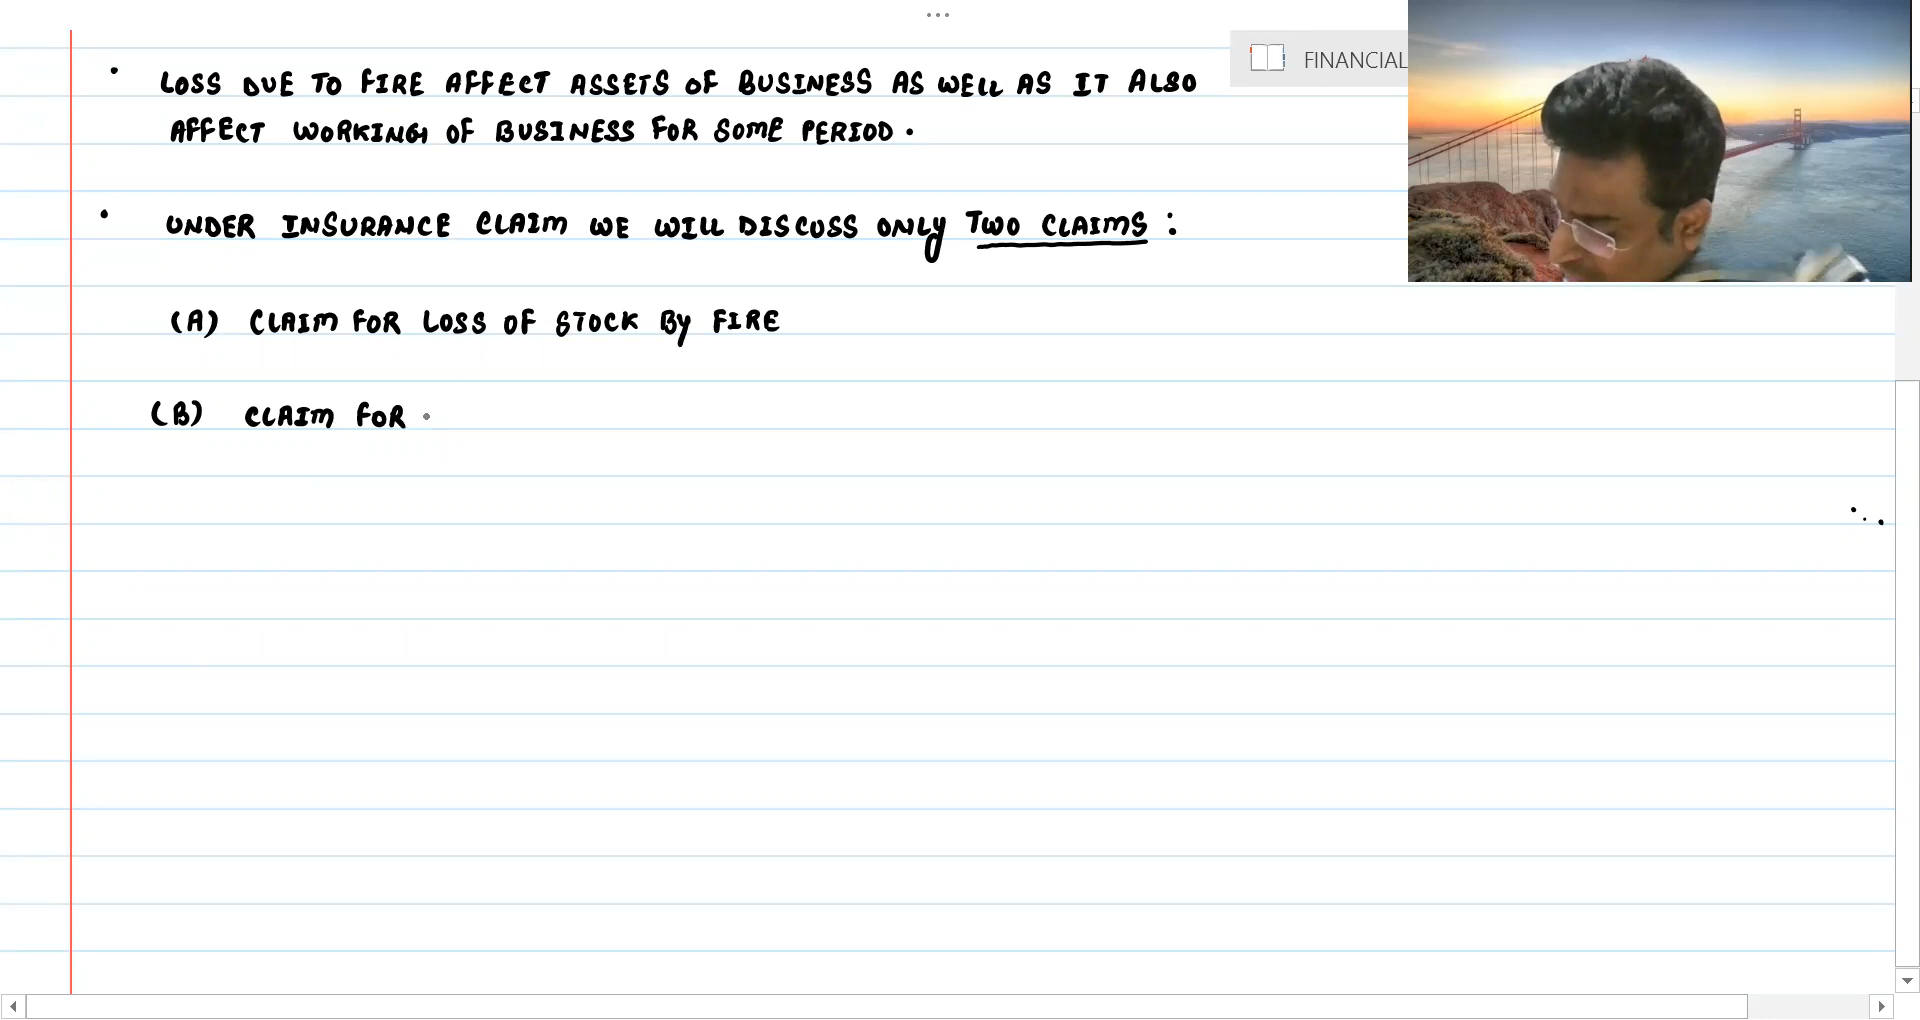 FINANCIAL
• LOSS DUE TO FIRE AFFECT ASSETS OF BUSINESS AS WELL AS IT ALSO
AFFECT WORKING OF BUSINESS FOR SOME PERIOD.
• UNDER INSURANCE CLAIM WE WILL DISCUSS ONLY TWO CLAIMS :
(A) CLAIM FOR LOSS OF STOCK BY FIRE
(B) CLAIM FOR